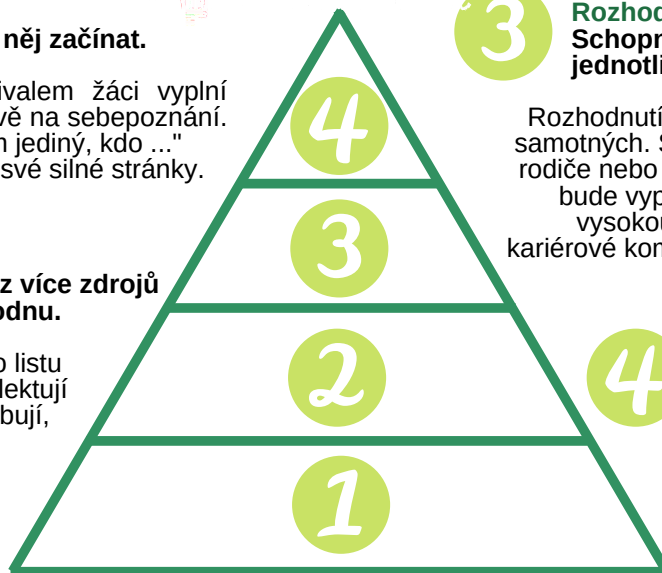 něj začínat.
ivalem žáci vyplní
vě na sebepoznání.
jediný, kdo ..."
své silné stránky.
z více zdrojů
odnu.
listu
lektují
bují,
3
Rozhod
Schopn
jednotli
Rozhodnutí
samotných. S
rodiče nebo
bude vyp
vysokou
kariérové kom
4
4
3
2
1